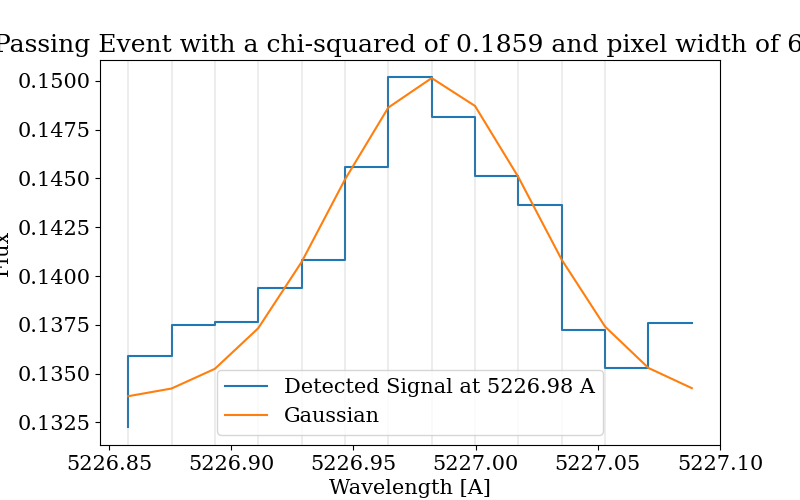 Passing Event with a chi-squared of 0.1859 and pixel width of 6
Flux
0.1500
0.1475
0.1450
0.1425
0.1400
0.1375
0.1350
0.1325
Detected Signal at 5226.98 A
Gaussian
5226.85 5226.90 5226.95 5227.00 5227.05 5227.10
Wavelength [A]